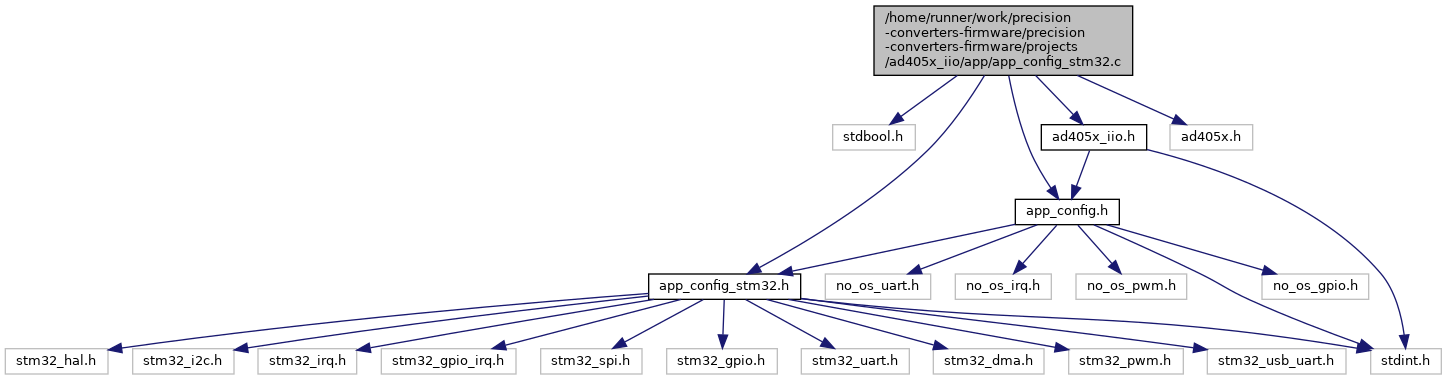 /home/runner/work/precision
-converters-firmware/precision
-converters-firmware/projects
/ad405x_iio/app/app_config_stm32.c
stdbool.h
ad405x_iio.h
ad405x.h
app_config.h
app_config_stm32.h
no_os_uart.h
no_os_irq.h
no_os_pwm.h
no_os_gpio.h
stm32_hal.h
stm32_i2c.h
stm32_irq.h
stm32_gpio_irq.h
stm32_spi.h
stm32_gpio.h
stm32_uart.h
stm32_dma.h
stm32_pwm.h
stm32_usb_uart.h
stdint.h